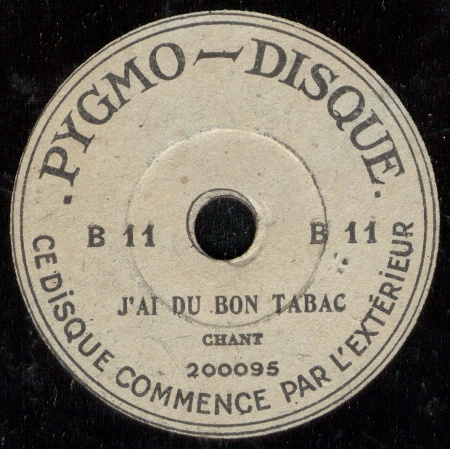 PYGMO-DISQUE
B 11 B 11
J'AI DU BON TABAC
CHANT
200095
CE DISQUE COMMENCE PAR L'EXTÉRIEUR